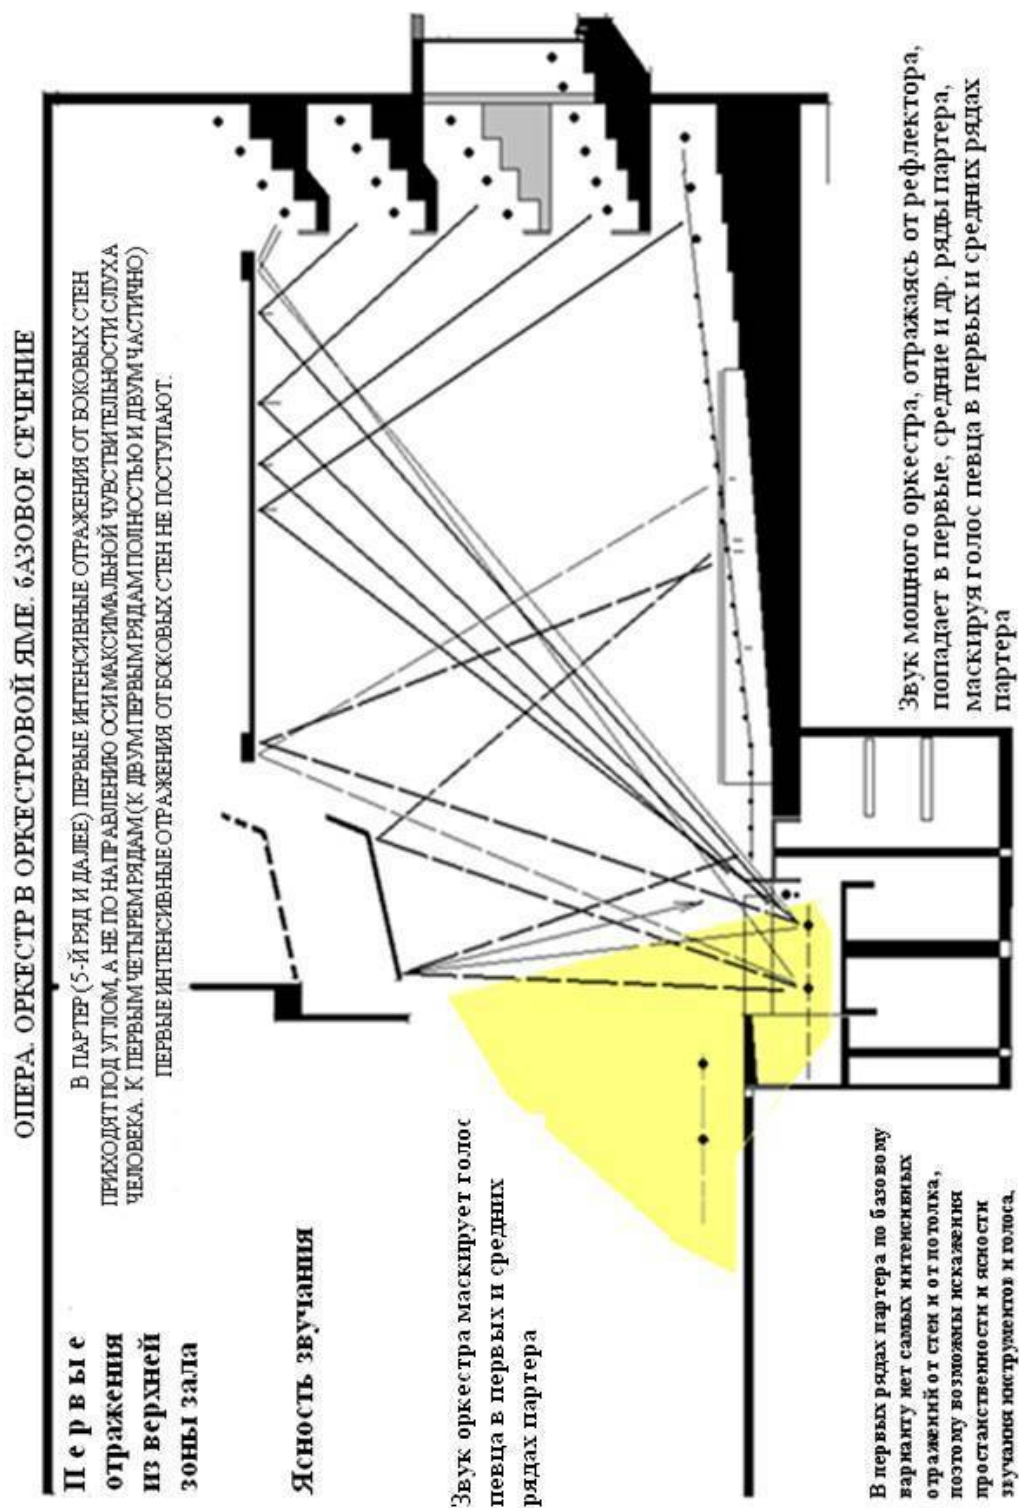 ОПЕРА. ОРКЕСТР В ОРКЕСТРОВОЙ ЯМЕ. бАЗОВОЕ СЕЧЕНИЕ
П е р в ы е
отражения
из верхней
зоны зала
В ПАРТЕР (5-Й РЯД И ДАЛЕЕ) ПЕРВЫЕ ИНТЕНСИВНЫЕ ОТРАЖЕНИЯ ОТ БОКОВЫХ СТЕН
ПРИХОДЯТ ПОД УГЛОМ, А НЕ ПО НАПРАВЛЕНИЮ ОСИ МАКСИМАЛЬНОЙ ЧУВСТВИТЕЛЬНОСТИ СЛУХА
ЧЕЛОВЕКА. К ПЕРВЫМ ЧЕТЫРЕМ РЯДАМ (К ДВУМ ПЕРВЫМ РЯДАМ ПОЛНОСТЬЮ И ДВУМ ЧАСТИЧНО)
ПЕРВЫЕ ИНТЕНСИВНЫЕ ОТРАЖЕНИЯ ОТ БОКОВЫХ СТЕН НЕ ПОСТУПАЮТ.
Ясность звучания
Звук оркестра маскирует голос
певца в первых и средних
рядах партера
В первых рядах партера по базовому
варианту нет самых интенсивных
отражений от стен и от потолка,
поэтому возможны искажения
простанственности и ясности
звучания инструментов и голоса.
Звук мощного оркестра, отражаясь от рефлектора,
попадает в первые, средние и др. ряды партера,
маскируя голос певца в первых и средних рядах
партера